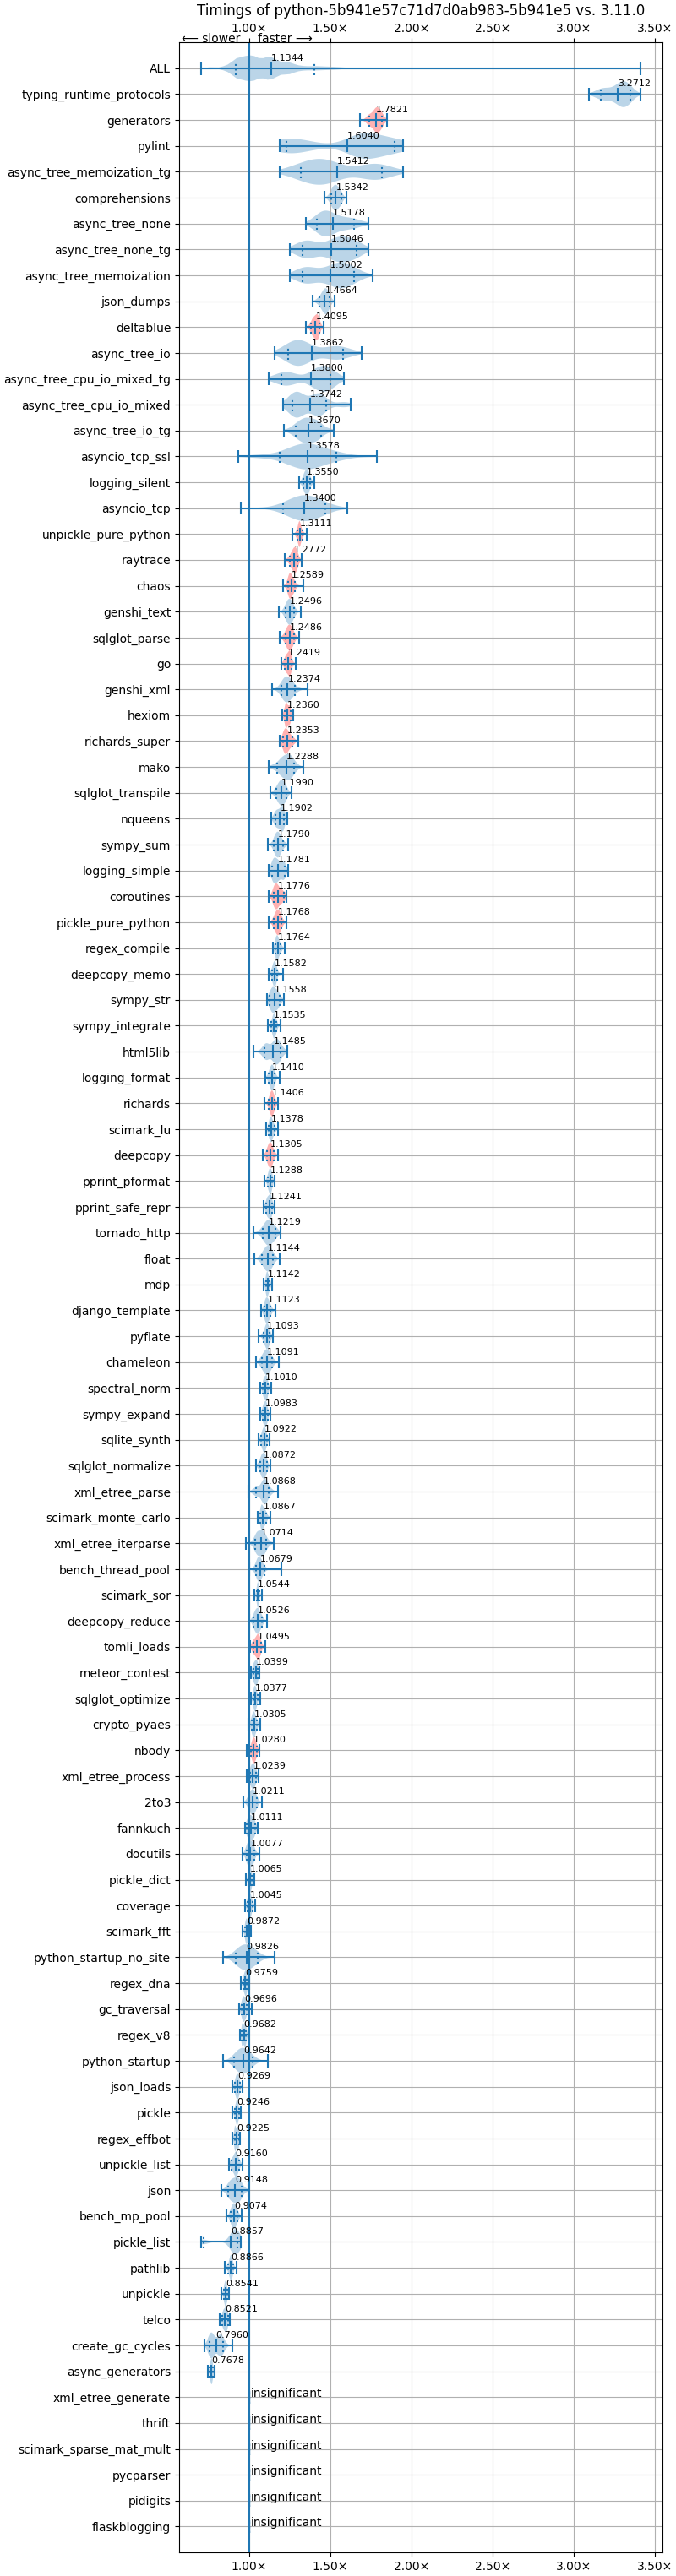 Timings of python-5b941e57c71d7d0ab983-5b941e5 vs. 3.11.0
1.00× 1.50× 2.00× 2.50× 3.00× 3.50×
⟵ slower faster ⟶
ALL 1.1344
typing_runtime_protocols 3.2712
generators 1.7821
pylint 1.6040
async_tree_memoization_tg 1.5412
comprehensions 1.5342
async_tree_none 1.5178
async_tree_none_tg 1.5046
async_tree_memoization 1.5002
json_dumps 1.4664
deltablue 1.4095
async_tree_io 1.3862
async_tree_cpu_io_mixed_tg 1.3800
async_tree_cpu_io_mixed 1.3742
async_tree_io_tg 1.3670
asyncio_tcp_ssl 1.3578
logging_silent 1.3550
asyncio_tcp 1.3400
unpickle_pure_python 1.3111
raytrace 1.2772
chaos 1.2589
genshi_text 1.2496
sqlglot_parse 1.2486
go 1.2419
genshi_xml 1.2374
hexiom 1.2360
richards_super 1.2353
mako 1.2288
sqlglot_transpile 1.1990
nqueens 1.1902
sympy_sum 1.1790
logging_simple 1.1781
coroutines 1.1776
pickle_pure_python 1.1768
regex_compile 1.1764
deepcopy_memo 1.1582
sympy_str 1.1558
sympy_integrate 1.1535
html5lib 1.1485
logging_format 1.1410
richards 1.1406
scimark_lu 1.1378
deepcopy 1.1305
pprint_pformat 1.1288
pprint_safe_repr 1.1241
tornado_http 1.1219
float 1.1144
mdp 1.1142
django_template 1.1123
pyflate 1.1093
chameleon 1.1091
spectral_norm 1.1010
sympy_expand 1.0983
sqlite_synth 1.0922
sqlglot_normalize 1.0872
xml_etree_parse 1.0868
scimark_monte_carlo 1.0867
xml_etree_iterparse 1.0714
bench_thread_pool 1.0679
scimark_sor 1.0544
deepcopy_reduce 1.0526
tomli_loads 1.0495
meteor_contest 1.0399
sqlglot_optimize 1.0377
crypto_pyaes 1.0305
nbody 1.0280
xml_etree_process 1.0239
2to3 1.0211
fannkuch 1.0111
docutils 1.0077
pickle_dict 1.0065
coverage 1.0045
scimark_fft 0.9872
python_startup_no_site 0.9826
regex_dna 0.9759
gc_traversal 0.9696
regex_v8 0.9682
python_startup 0.9642
json_loads 0.9269
pickle 0.9246
regex_effbot 0.9225
unpickle_list 0.9160
json 0.9148
bench_mp_pool 0.9074
pickle_list 0.8857
pathlib 0.8866
unpickle 0.8541
telco 0.8521
create_gc_cycles 0.7960
async_generators 0.7678
xml_etree_generate insignificant
thrift insignificant
scimark_sparse_mat_mult insignificant
pycparser insignificant
pidigits insignificant
flaskblogging insignificant
1.00× 1.50× 2.00× 2.50× 3.00× 3.50×